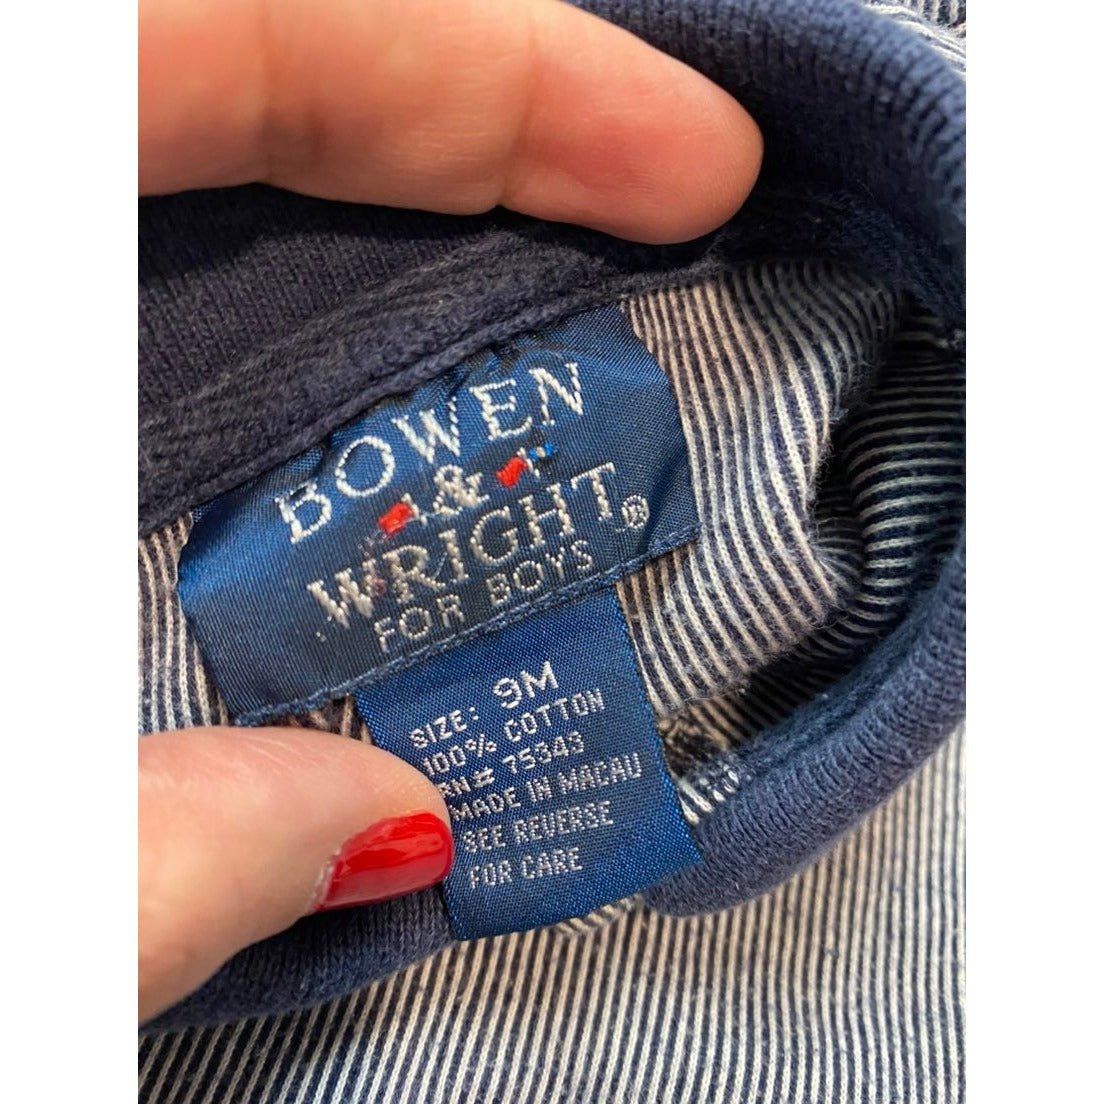 BOWEN
&
WRIGHT®
FOR BOYS
SIZE: 9M
100% COTTON
RN# 75343
MADE IN MACAU
SEE REVERSE
FOR CARE